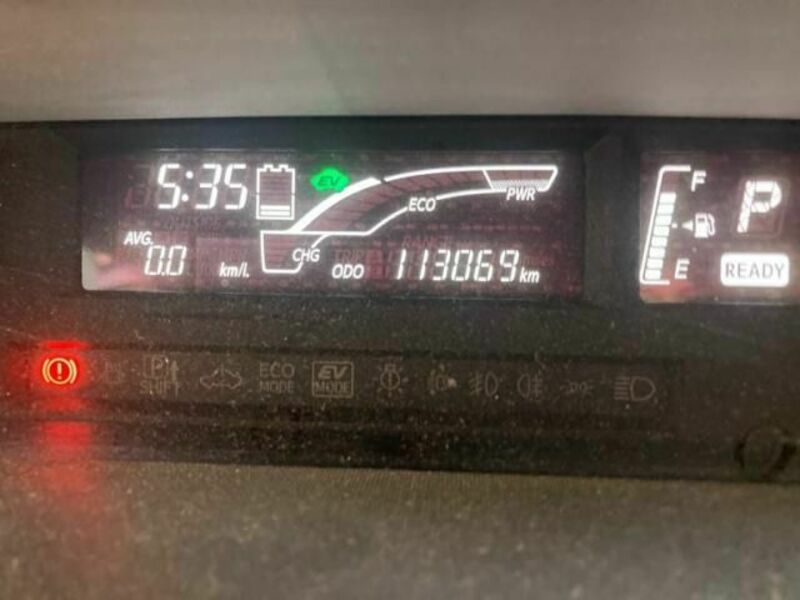 5:35
EV
ECO
PWR
F
P
AVG.
0.0 km/l.
CHG
ODO 113069 km
E
READY
P
SHIFT
ECO
MODE
EV
MODE